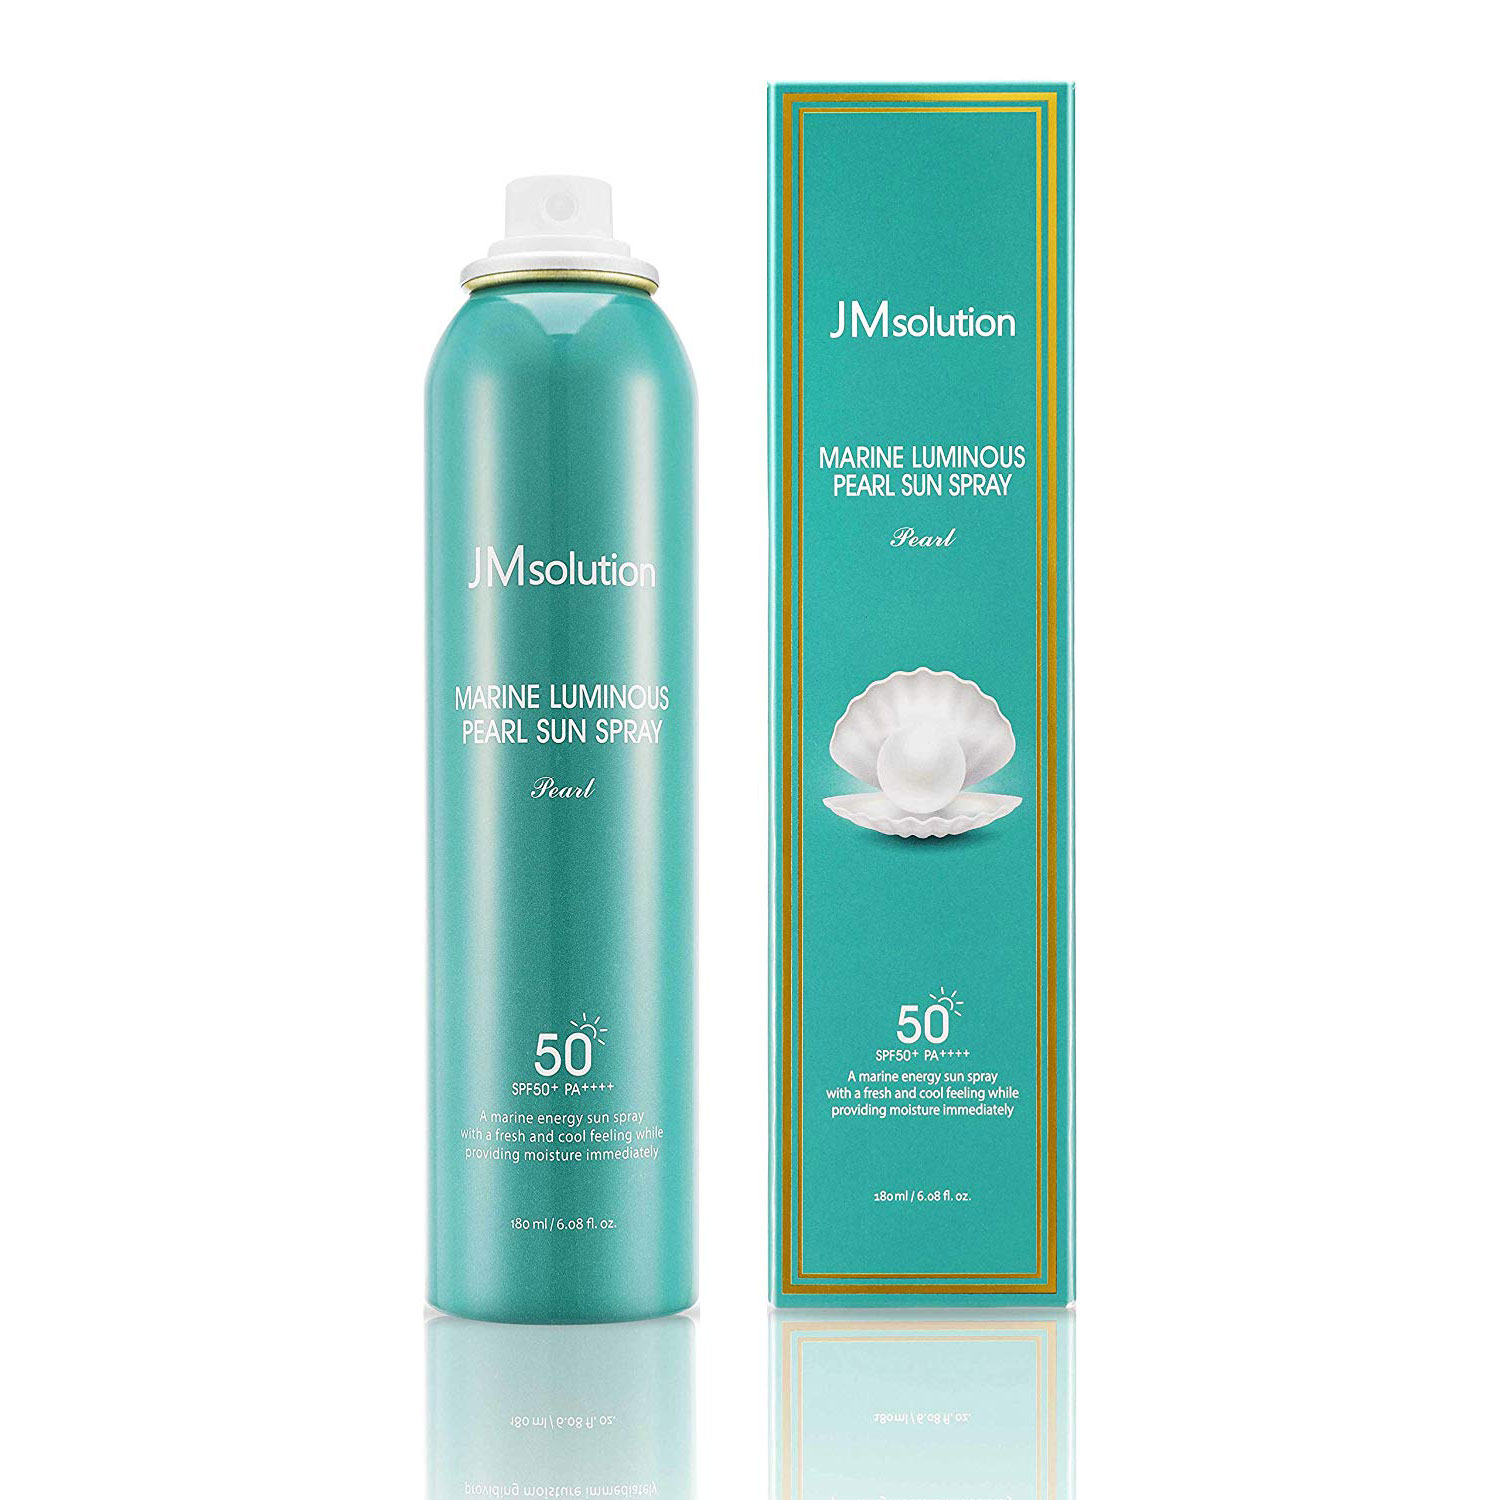 JMsolution
MARINE LUMINOUS
PEARL SUN SPRAY
Pearl
50
SPF50+ PA++++
A marine energy sun spray
with a fresh and cool feeling while
providing moisture immediately
180 ml / 6.08 fl. oz.
JMsolution
MARINE LUMINOUS
PEARL SUN SPRAY
Pearl
50
SPF50+ PA++++
A marine energy sun spray
with a fresh and cool feeling while
providing moisture immediately
180 ml / 6.08 fl. oz.